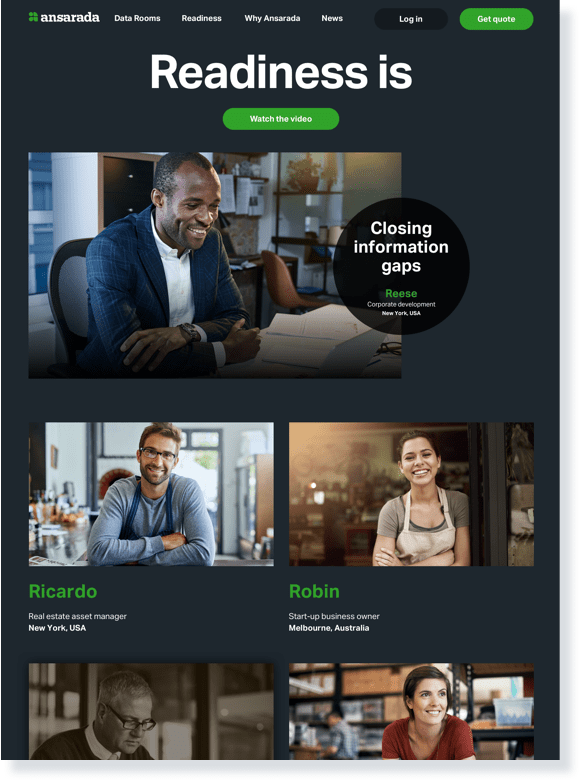 ansarada Data Rooms Readiness Why Ansarada News Log in Get quote
Readiness is
Watch the video
Closing
information
gaps
Reese
Corporate development
New York, USA
Ricardo
Real estate asset manager
New York, USA
Robin
Start-up business owner
Melbourne, Australia